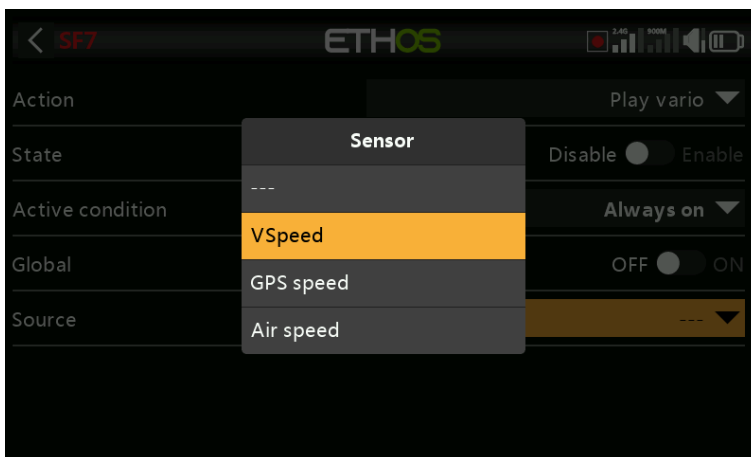 SF7 ETHOS 2.4G 900M
Action Play vario
Sensor
State Disable Enable
---
Active condition Always on
VSpeed
Global OFF ON
GPS speed
Source ---
Air speed